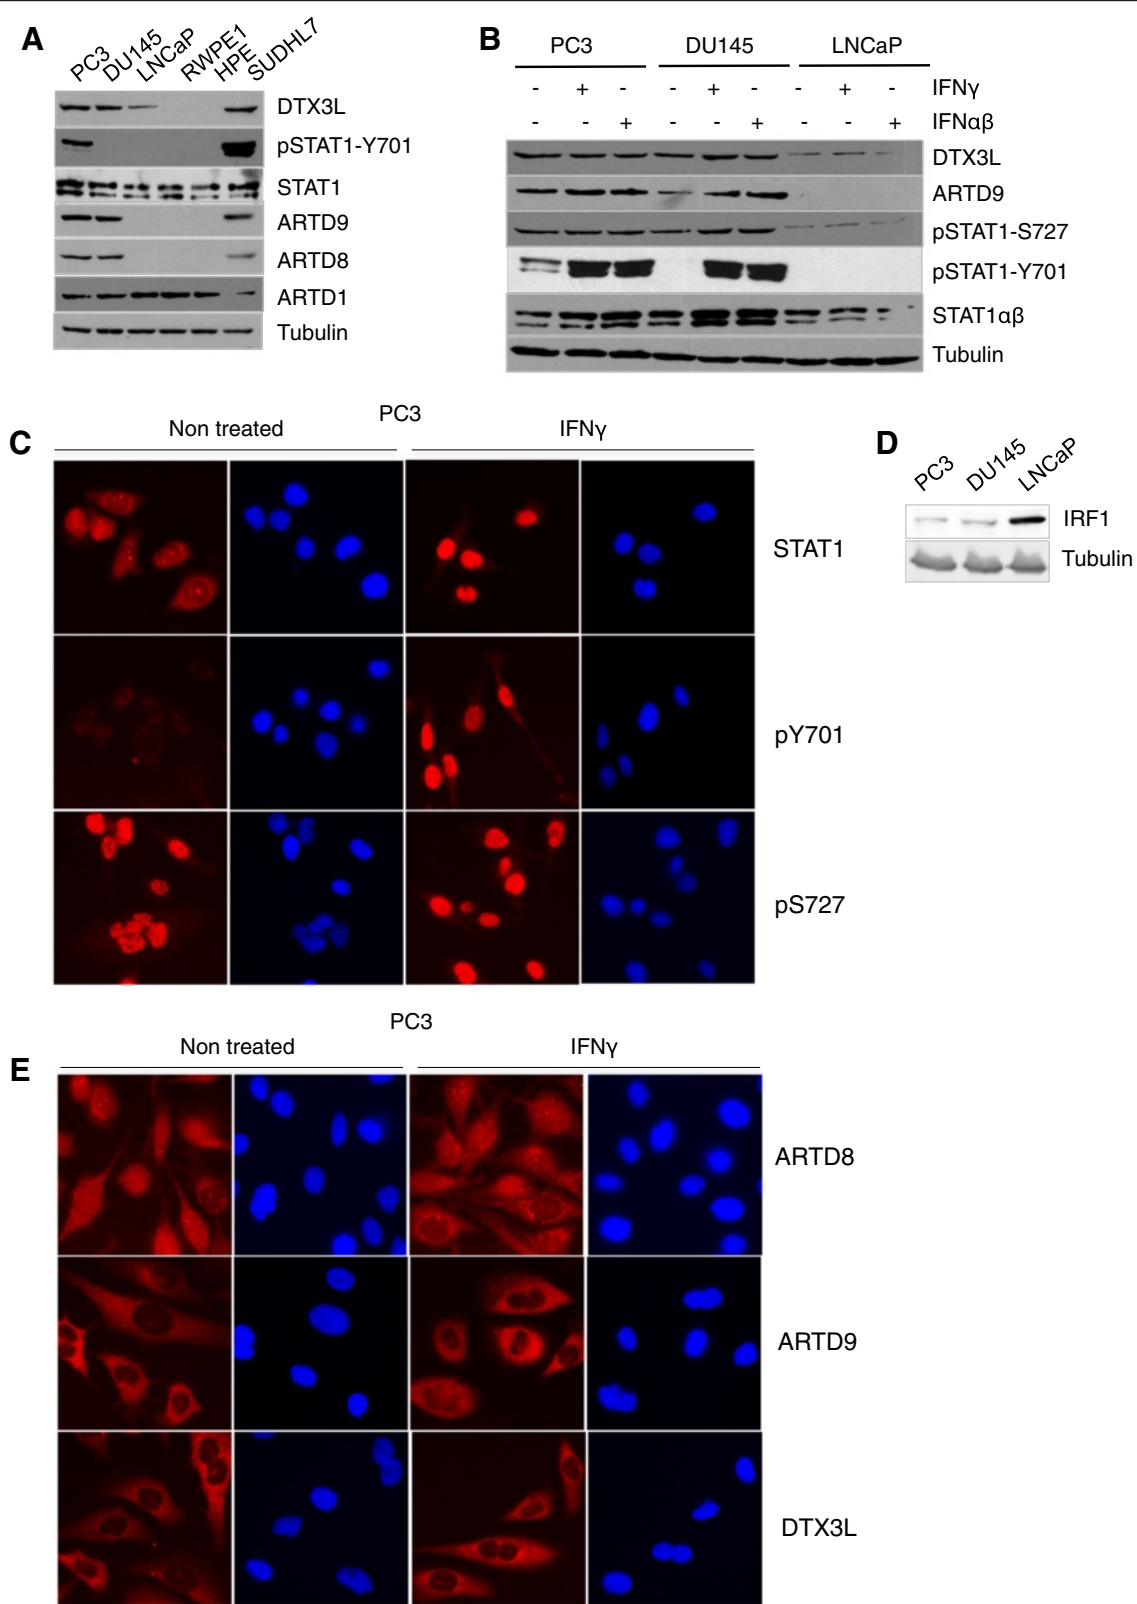 A
PC3 DU145 LNCaP RWPE1 HPE SUDHL7
DTX3L
pSTAT1-Y701
STAT1
ARTD9
ARTD8
ARTD1
Tubulin
B
PC3 DU145 LNCaP
- + - - + - - + - IFNγ
- - + - - + - - + IFNαβ
DTX3L
ARTD9
pSTAT1-S727
pSTAT1-Y701
STAT1αβ
Tubulin
C
PC3
Non treated IFNγ
STAT1
pY701
pS727
D
PC3 DU145 LNCaP
IRF1
Tubulin
E
PC3
Non treated IFNγ
ARTD8
ARTD9
DTX3L